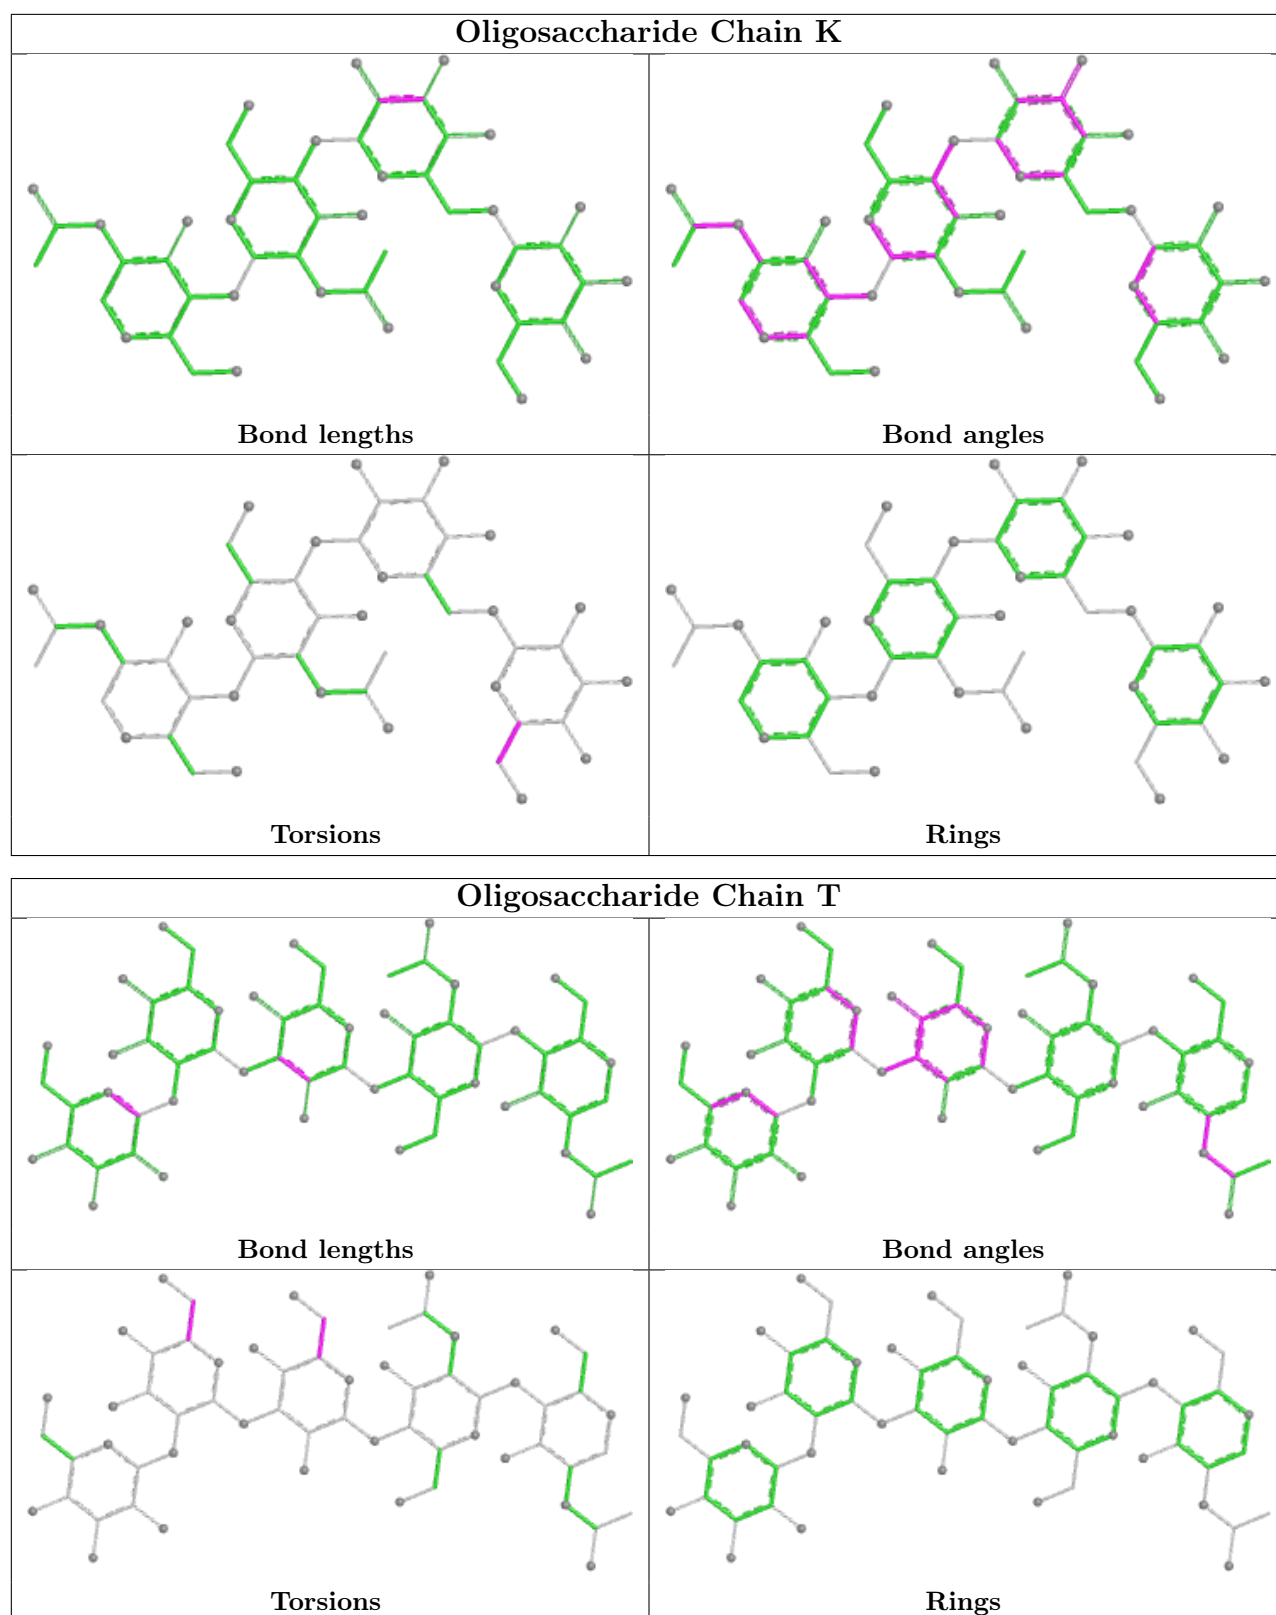 Oligosaccharide Chain K
Bond lengths
Bond angles
Torsions
Rings
Oligosaccharide Chain T
Bond lengths
Bond angles
Torsions
Rings